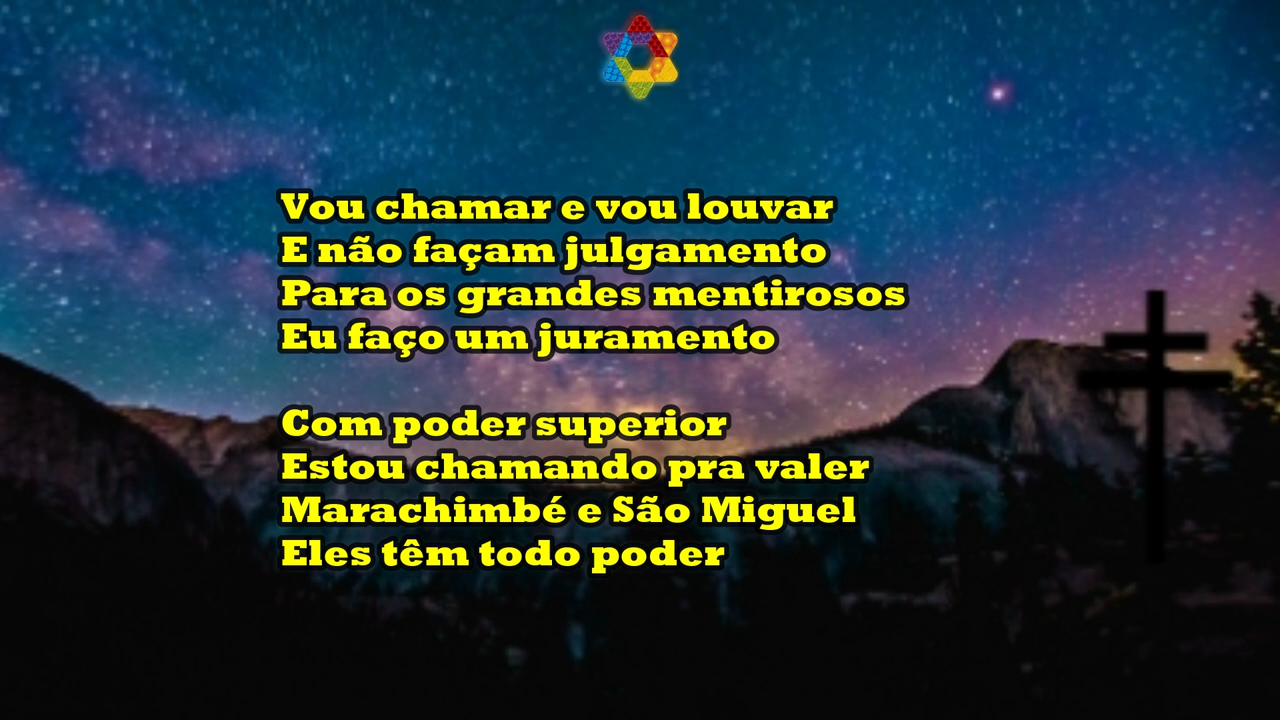 Vou chamar e vou louvar
E não façam julgamento
Para os grandes mentirosos
Eu faço um juramento
Com poder superior
Estou chamando pra valer
Marachimbé e São Miguel
Eles têm todo poder